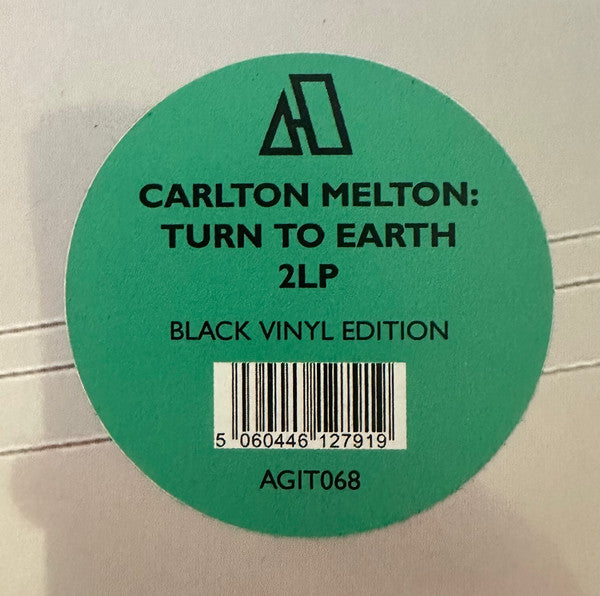 CARLTON MELTON:
TURN TO EARTH
2LP
BLACK VINYL EDITION
5 060446 127919
AGIT068